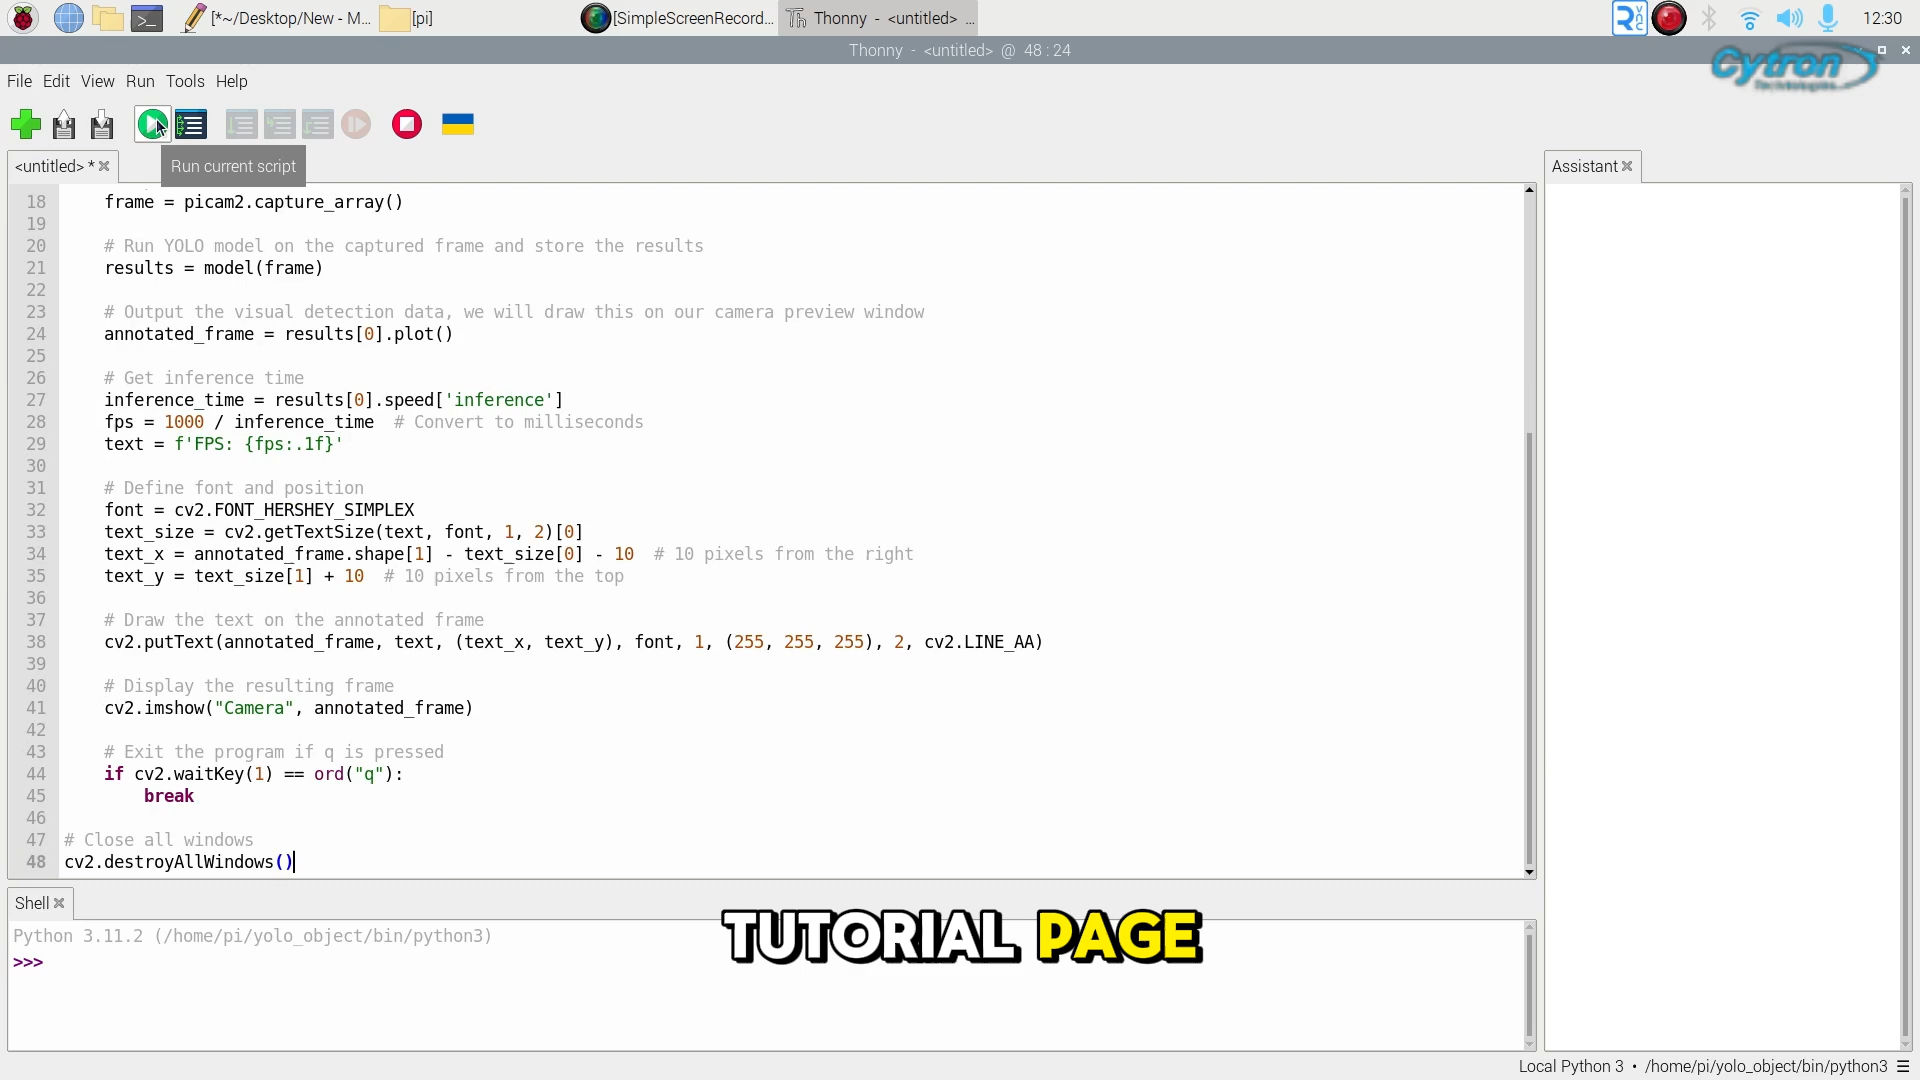 [*~/Desktop/New - M... [pi] [SimpleScreenRecord... Thonny - <untitled> ... 12:30
Thonny - <untitled> @ 48 : 24
Cytron
Technologies
File Edit View Run Tools Help
<untitled> * Run current script Assistant
18 frame = picam2.capture_array()
19
20 # Run YOLO model on the captured frame and store the results
21 results = model(frame)
22
23 # Output the visual detection data, we will draw this on our camera preview window
24 annotated_frame = results[0].plot()
25
26 # Get inference time
27 inference_time = results[0].speed['inference']
28 fps = 1000 / inference_time # Convert to milliseconds
29 text = f'FPS: {fps:.1f}'
30
31 # Define font and position
32 font = cv2.FONT_HERSHEY_SIMPLEX
33 text_size = cv2.getTextSize(text, font, 1, 2)[0]
34 text_x = annotated_frame.shape[1] - text_size[0] - 10 # 10 pixels from the right
35 text_y = text_size[1] + 10 # 10 pixels from the top
36
37 # Draw the text on the annotated frame
38 cv2.putText(annotated_frame, text, (text_x, text_y), font, 1, (255, 255, 255), 2, cv2.LINE_AA)
39
40 # Display the resulting frame
41 cv2.imshow("Camera", annotated_frame)
42
43 # Exit the program if q is pressed
44 if cv2.waitKey(1) == ord("q"):
45 break
46
47 # Close all windows
48 cv2.destroyAllWindows()
Shell
Python 3.11.2 (/home/pi/yolo_object/bin/python3)
>>>
TUTORIAL PAGE
Local Python 3 • /home/pi/yolo_object/bin/python3 ☰